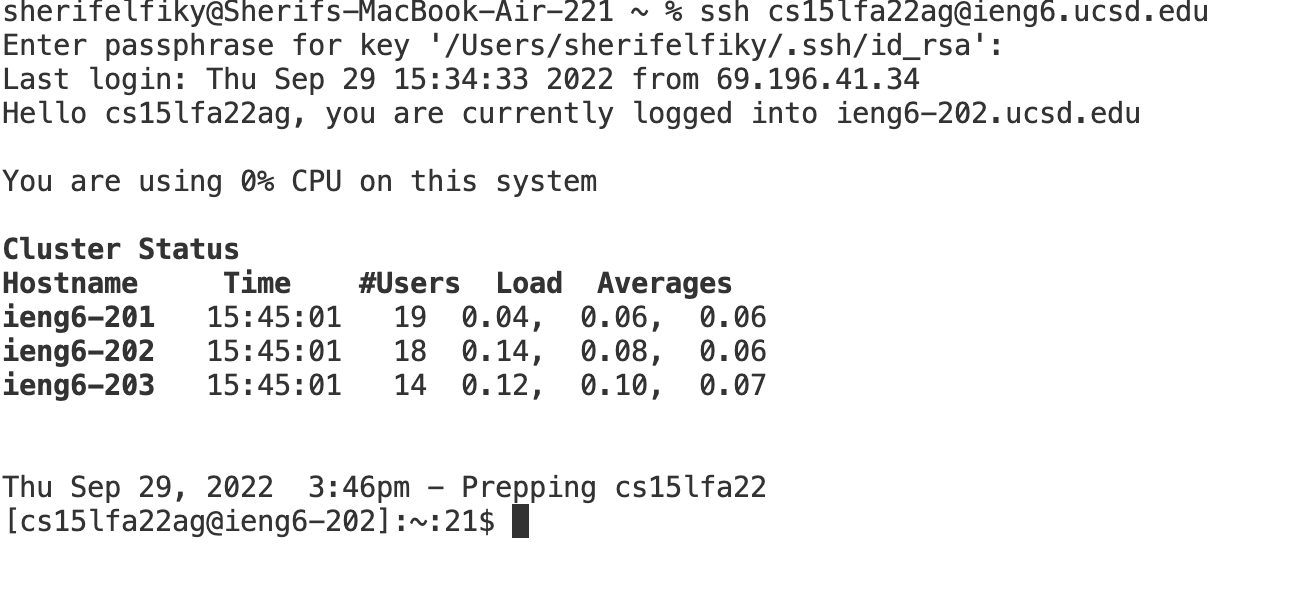 sherifelfiky@Sherifs-MacBook-Air-221 ~ % ssh cs15lfa22ag@ieng6.ucsd.edu
Enter passphrase for key '/Users/sherifelfiky/.ssh/id_rsa':
Last login: Thu Sep 29 15:34:33 2022 from 69.196.41.34
Hello cs15lfa22ag, you are currently logged into ieng6-202.ucsd.edu
You are using 0% CPU on this system
Cluster Status
Hostname     Time    #Users  Load  Averages
ieng6-201   15:45:01   19  0.04,  0.06,  0.06
ieng6-202   15:45:01   18  0.14,  0.08,  0.06
ieng6-203   15:45:01   14  0.12,  0.10,  0.07
Thu Sep 29, 2022  3:46pm - Prepping cs15lfa22
[cs15lfa22ag@ieng6-202]:~:21$